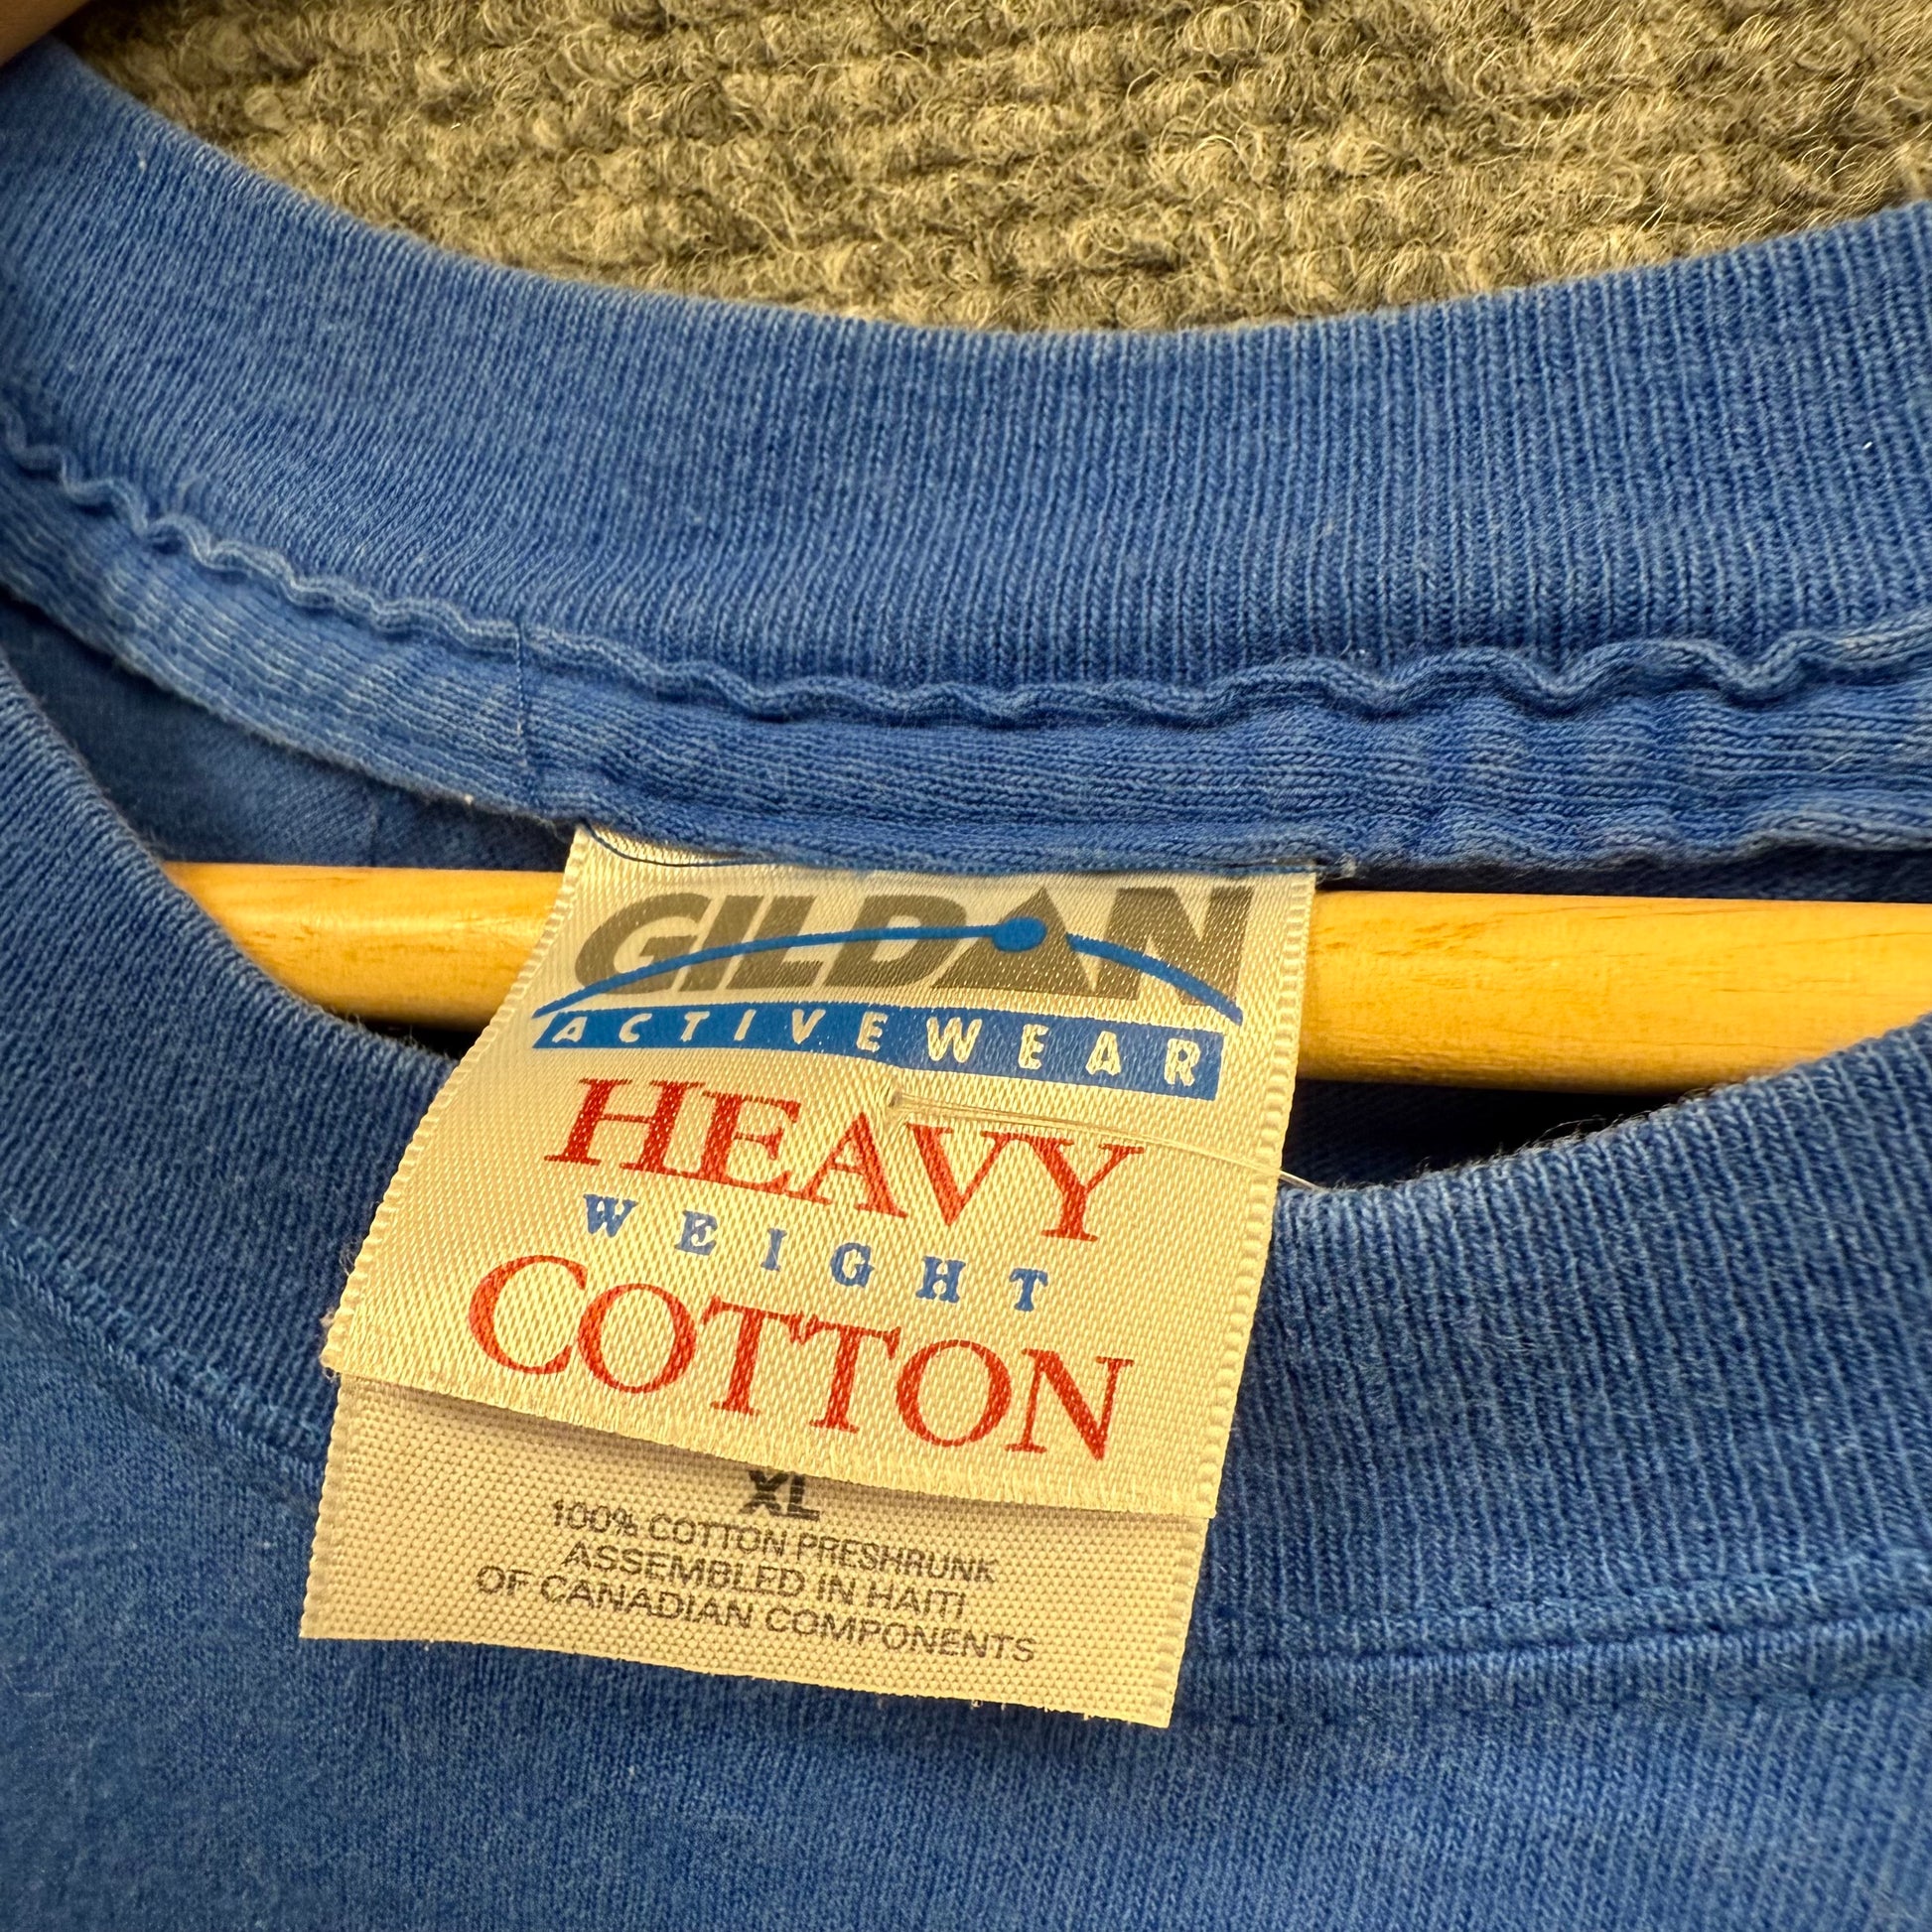 GILDAN
ACTIVEWEAR
HEAVY
WEIGHT
COTTON
XL
100% COTTON PRESHRUNK
ASSEMBLED IN HAITI
OF CANADIAN COMPONENTS